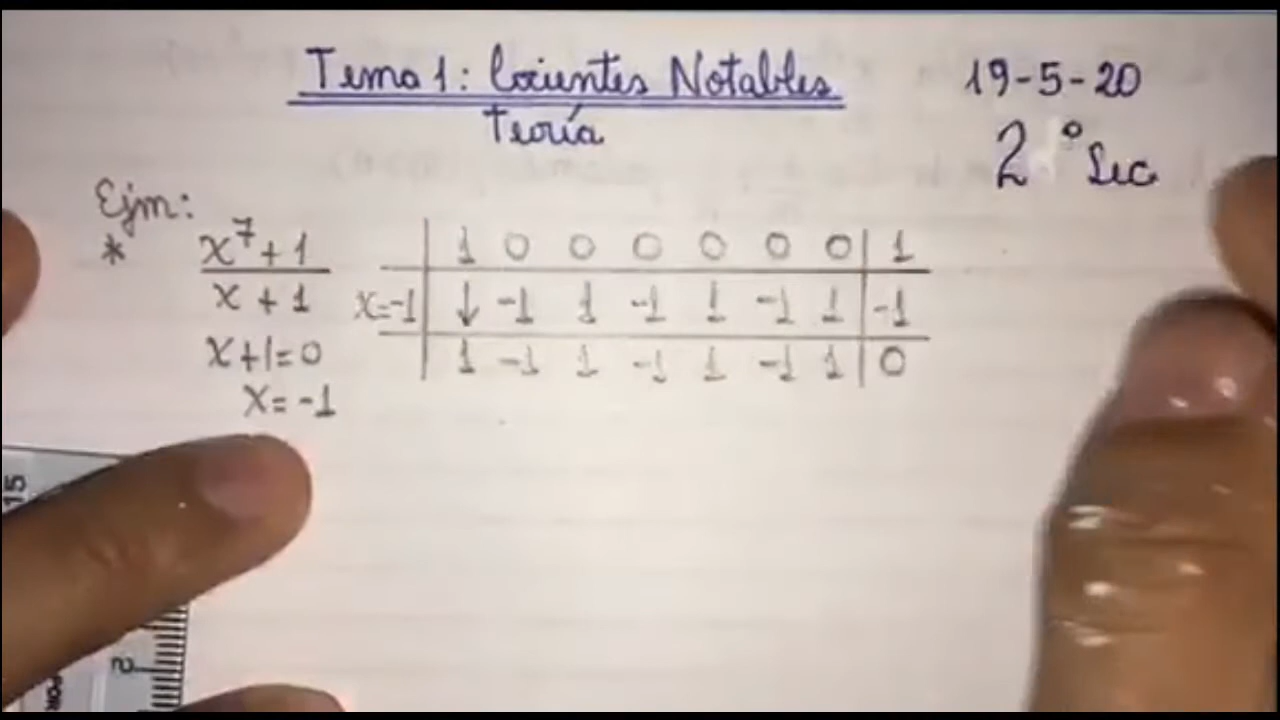 Tema 1: Cocientes Notables
Teoría
19-5-20
2° Sec
Ejm:
* x⁷+1 | 1 0 0 0 0 0 0 | 1
x+1 x=-1 | ↓ -1 1 -1 1 -1 1 | -1
x+1=0 | 1 -1 1 -1 1 -1 1 | 0
x=-1
15
2